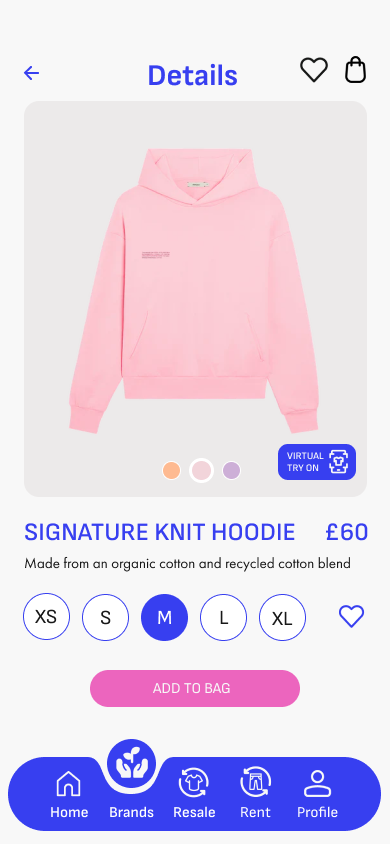 Details
VIRTUAL
TRY ON
SIGNATURE KNIT HOODIE £60
Made from an organic cotton and recycled cotton blend
XS S M L XL
ADD TO BAG
Home Brands Resale Rent Profile